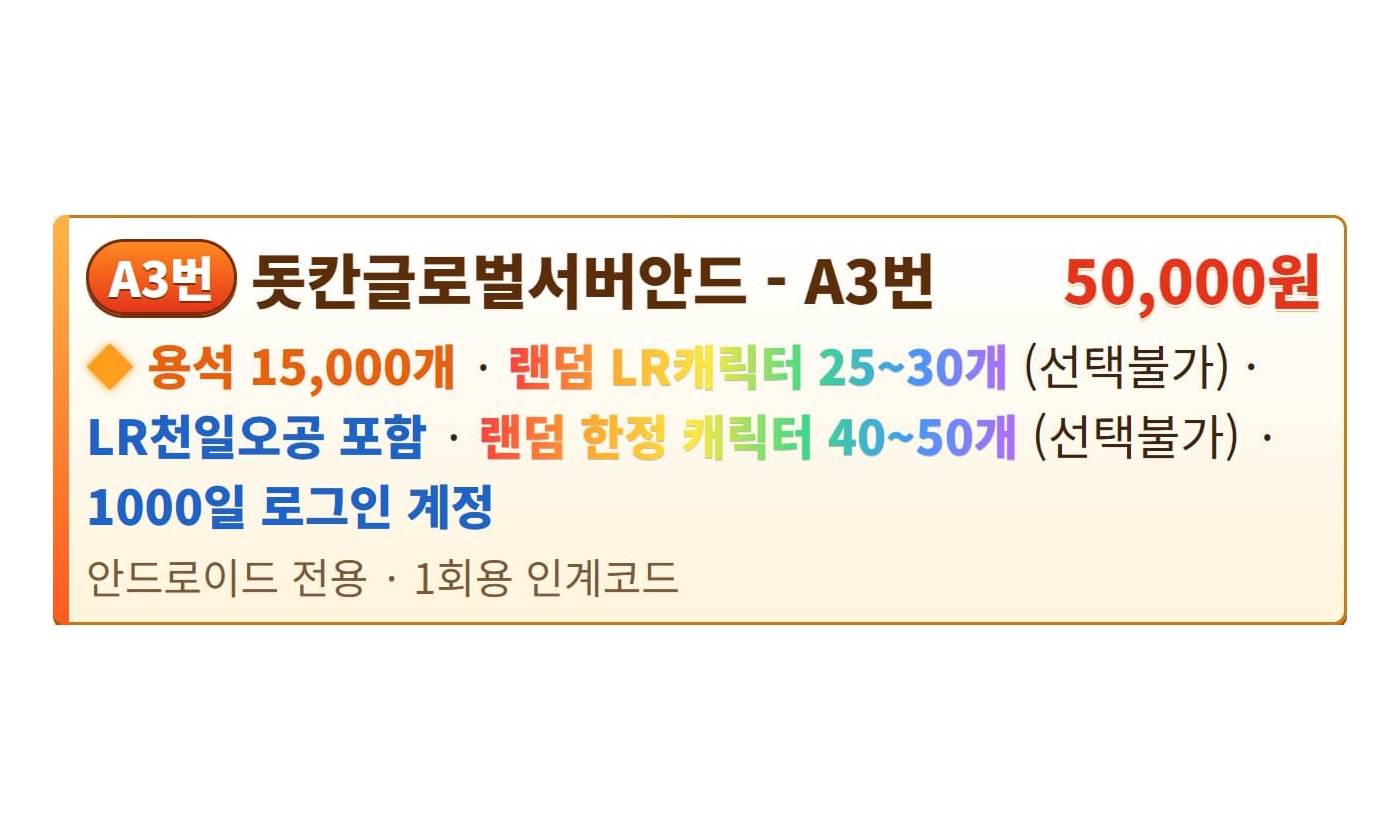 A3번 돗칸글로벌서버안드 - A3번 50,000원
🔶 용석 15,000개 · 랜덤 LR캐릭터 25~30개 (선택불가) ·
LR천일오공 포함 · 랜덤 한정 캐릭터 40~50개 (선택불가) ·
1000일 로그인 계정
안드로이드 전용 · 1회용 인계코드